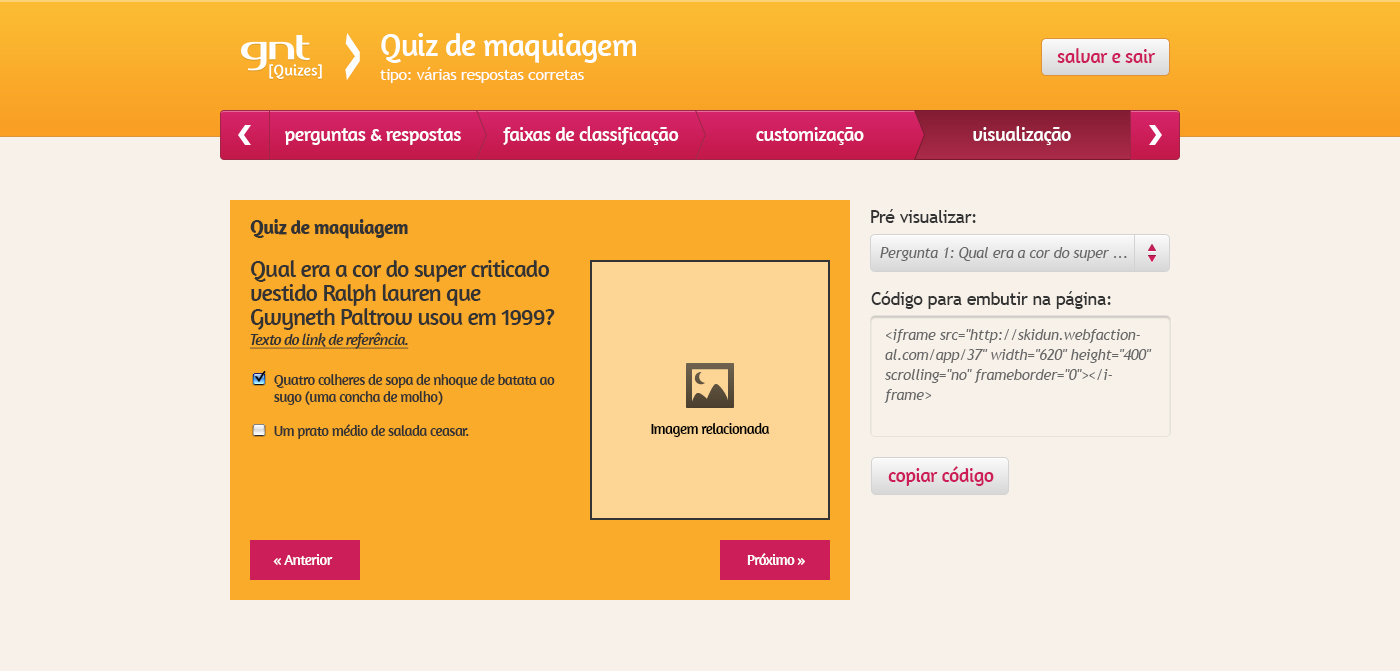 gnt
[Quizes]
Quiz de maquiagem
tipo: várias respostas corretas
salvar e sair
perguntas & respostas
faixas de classificação
customização
visualização
Quiz de maquiagem
Qual era a cor do super criticado
vestido Ralph lauren que
Gwyneth Paltrow usou em 1999?
Texto do link de referência.
Quatro colheres de sopa de nhoque de batata ao
sugo (uma concha de molho)
Um prato médio de salada ceasar.
Imagem relacionada
« Anterior
Próximo »
Pré visualizar:
Pergunta 1: Qual era a cor do super ...
Código para embutir na página:
<iframe src="http://skidun.webfaction-
al.com/app/37" width="620" height="400"
scrolling="no" frameborder="0"></i-
frame>
copiar código